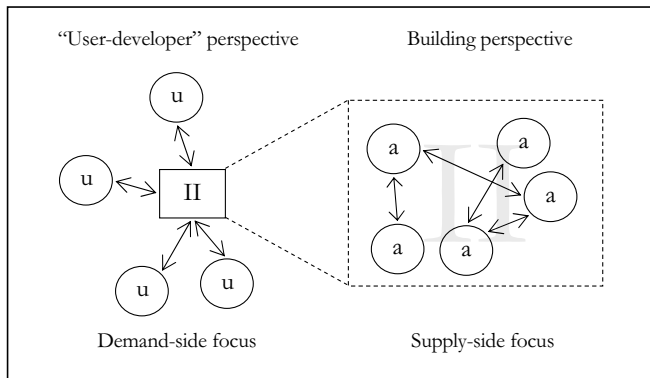 “User-developer” perspective
Building perspective
u
u
II
u
u
II
a
a
a
a
a
Demand-side focus
Supply-side focus